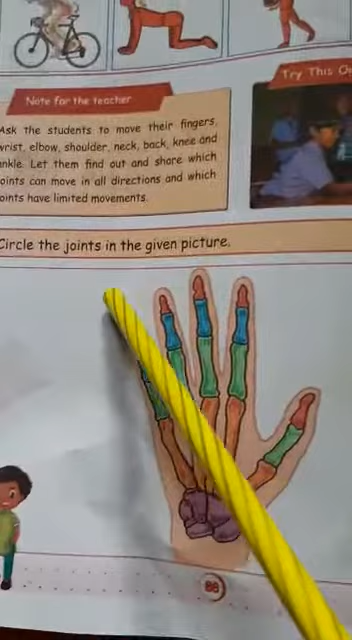 Note for the teacher
Try This
Ask the students to move their fingers,
wrist, elbow, shoulder, neck, back, knee and
ankle. Let them find out and share which
joints can move in all directions and which
joints have limited movements.
Circle the joints in the given picture.
88